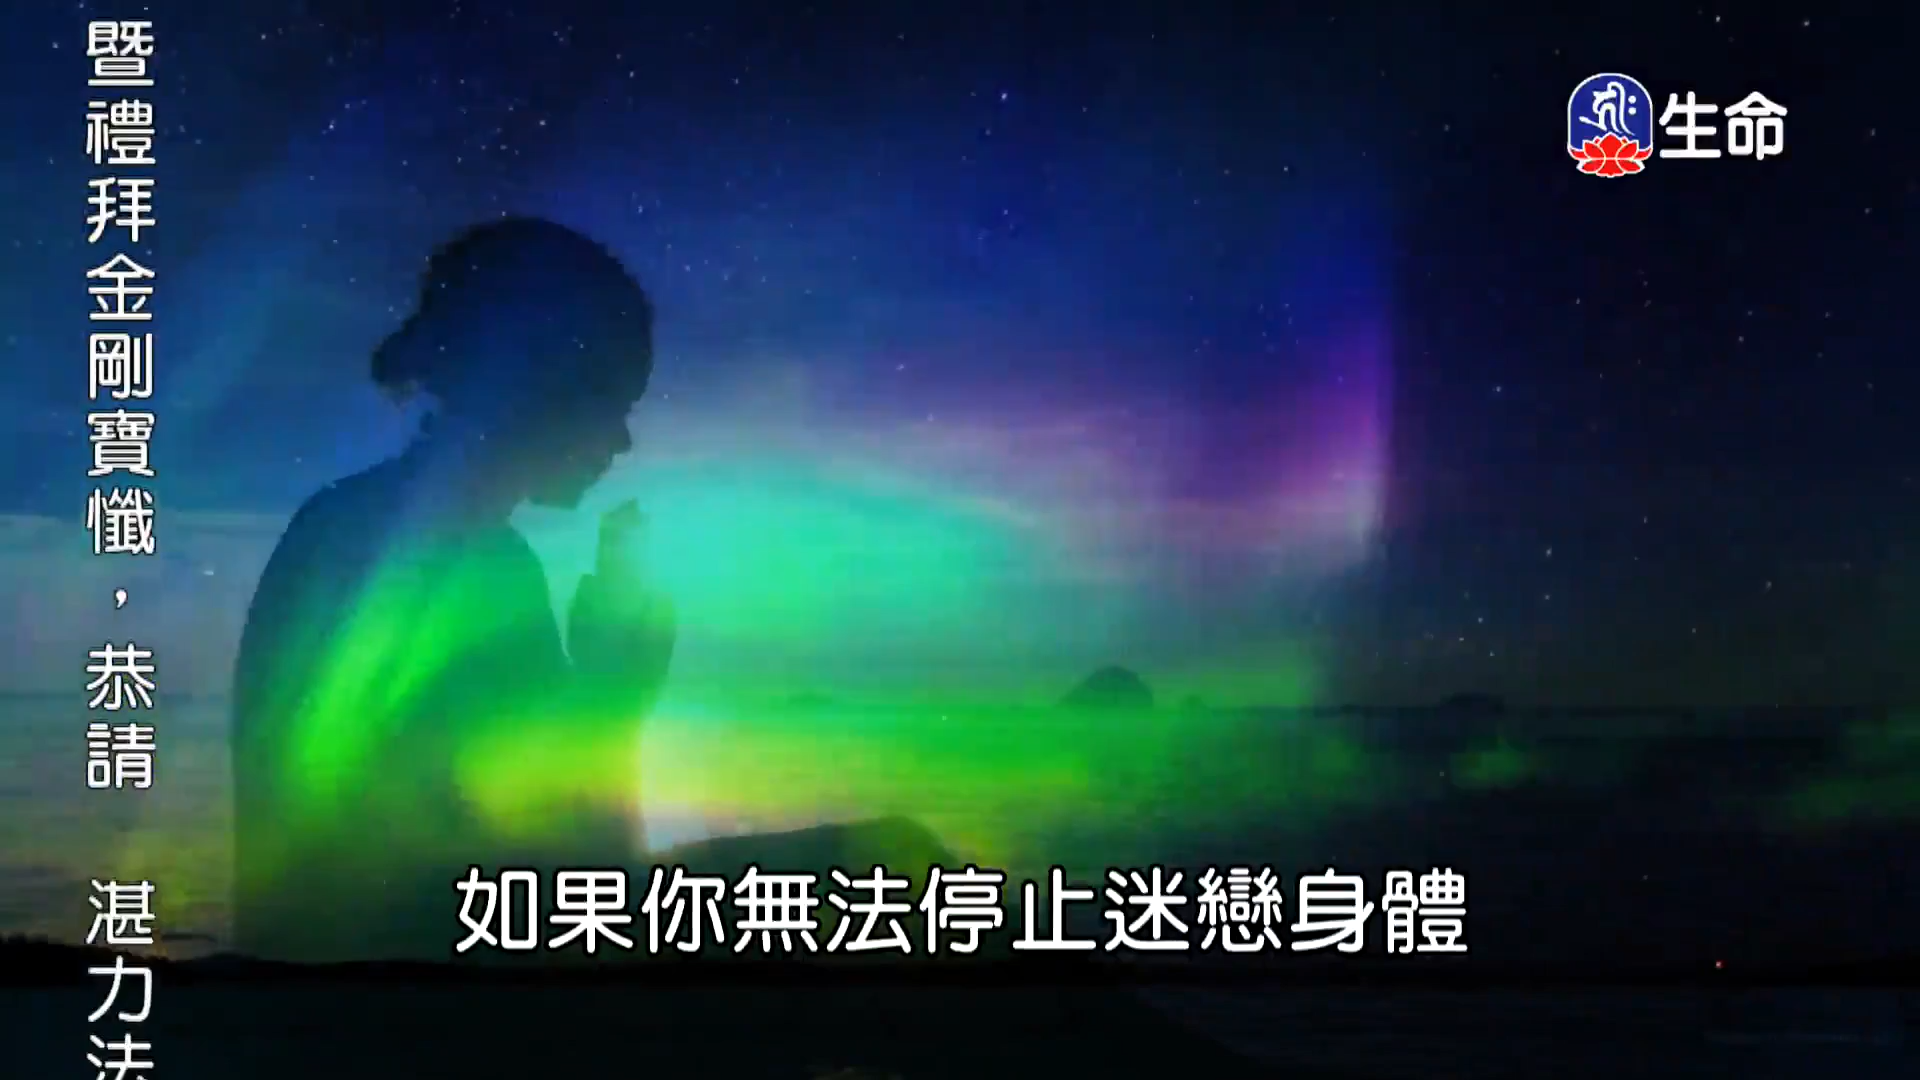 暨禮拜金剛寶懺，恭請　湛力法
生命
如果你無法停止迷戀身體